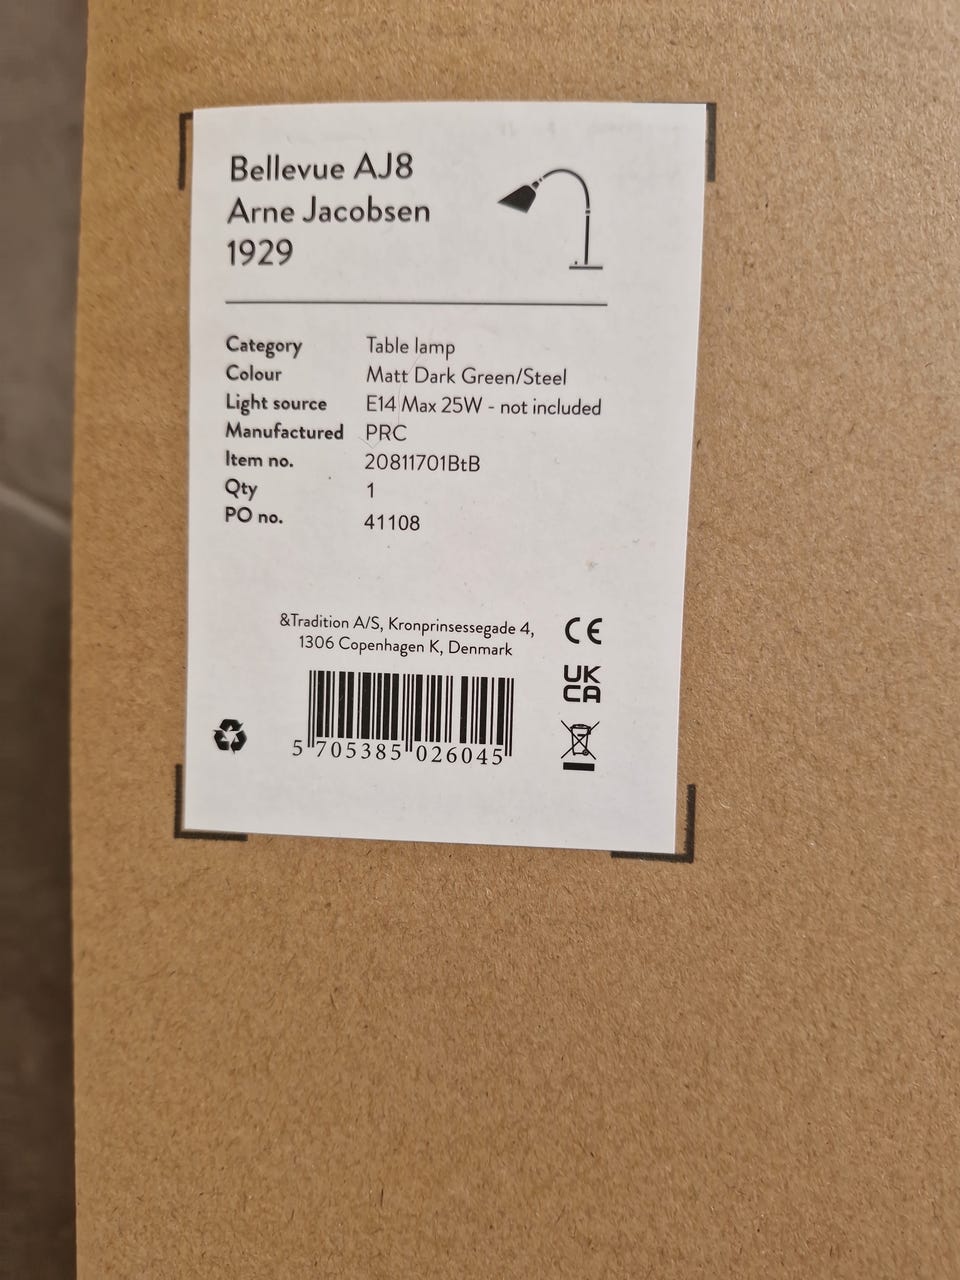 Bellevue AJ8
Arne Jacobsen
1929
Category Table lamp
Colour Matt Dark Green/Steel
Light source E14 Max 25W - not included
Manufactured PRC
Item no. 20811701BtB
Qty 1
PO no. 41108
&Tradition A/S, Kronprinsessegade 4,
1306 Copenhagen K, Denmark
CE
UK
CA
5 705385 026045